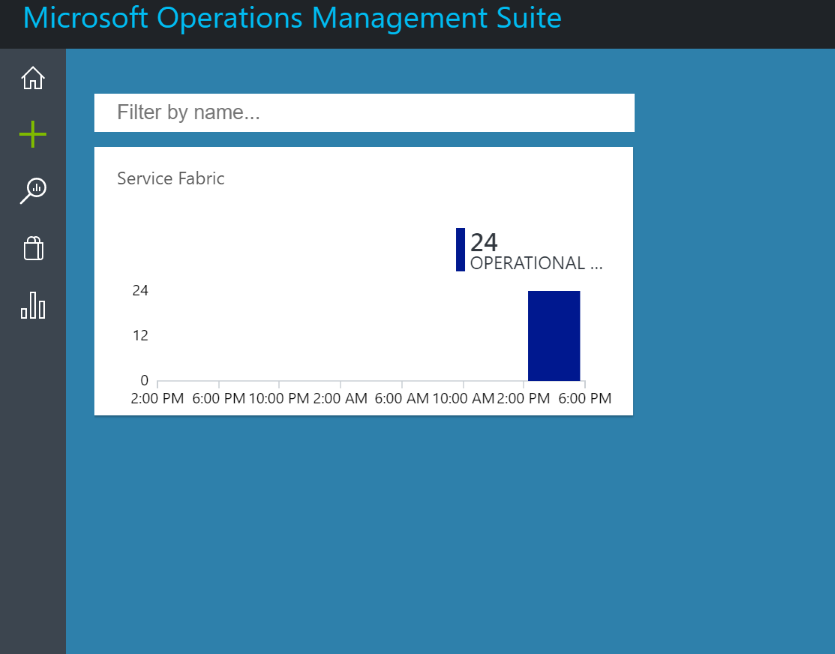 Microsoft Operations Management Suite
Filter by name...
Service Fabric
24
OPERATIONAL ...
24
12
0
2:00 PM 6:00 PM 10:00 PM 2:00 AM 6:00 AM 10:00 AM 2:00 PM 6:00 PM